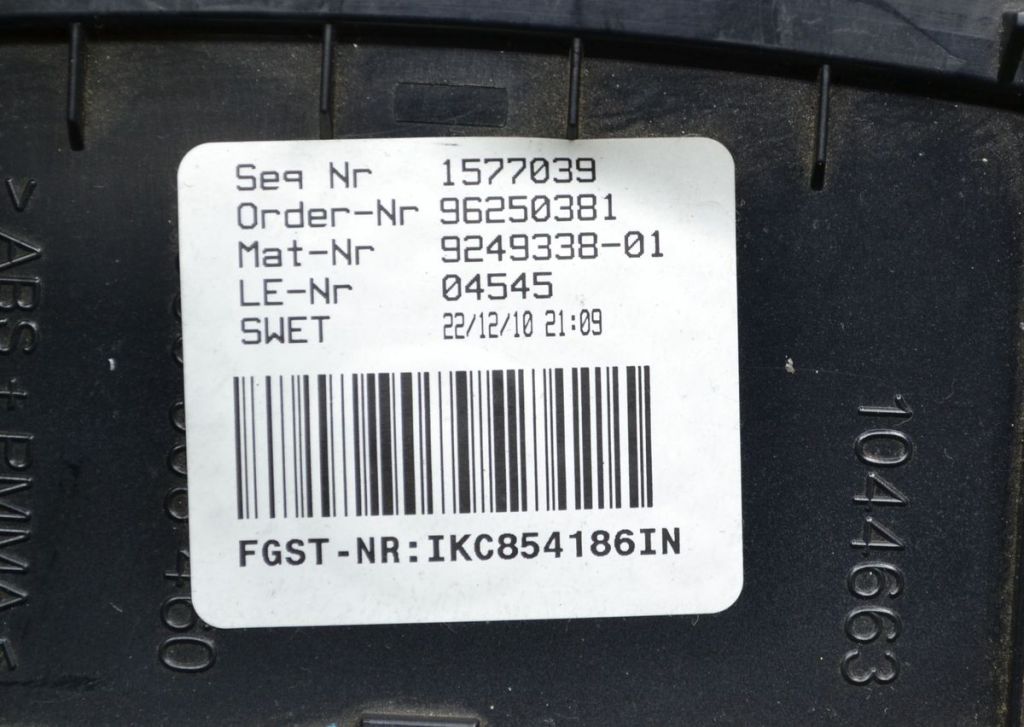 Seq Nr 1577039
Order-Nr 96250381
Mat-Nr 9249338-01
LE-Nr 04545
SWET 22/12/10 21:09
FGST-NR:IKC854186IN
> ABS + PMMA <
1044663